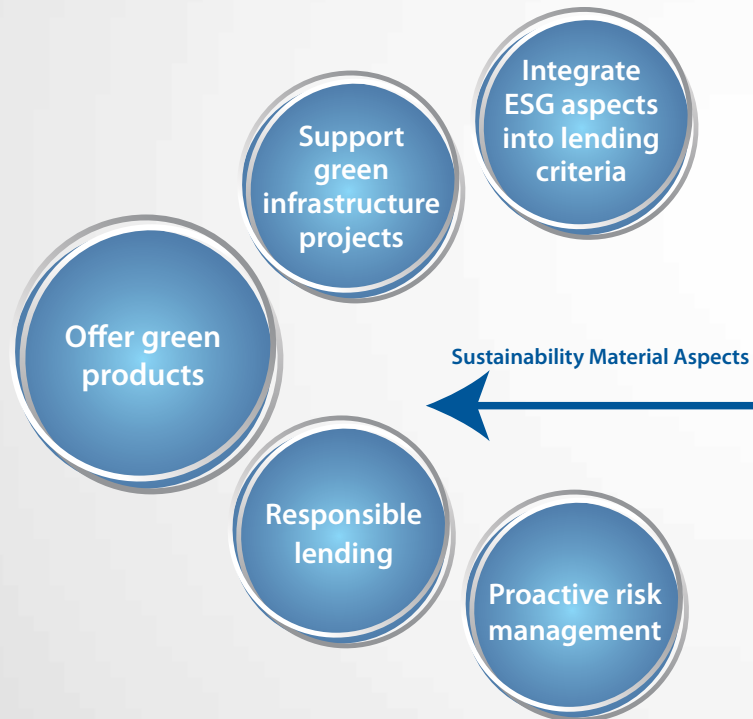 Integrate
ESG aspects
into lending
criteria
Support
green
infrastructure
projects
Offer green
products
Sustainability Material Aspects
Responsible
lending
Proactive risk
management